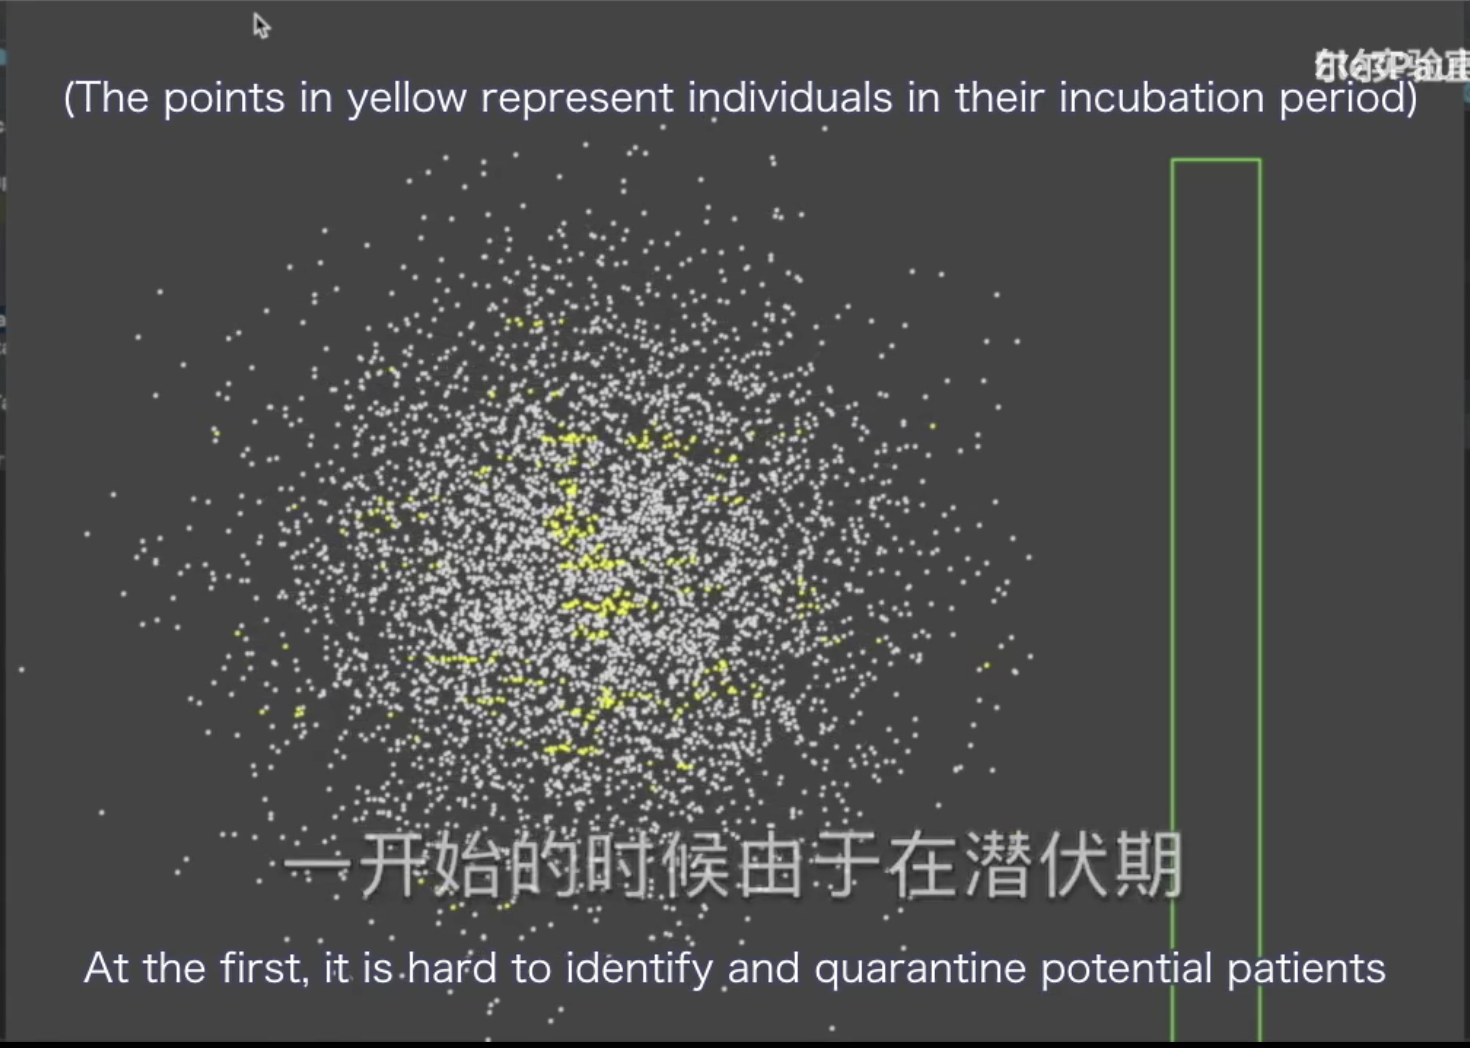 (The points in yellow represent individuals in their incubation period)
一开始的时候由于在潜伏期
At the first, it is hard to identify and quarantine potential patients